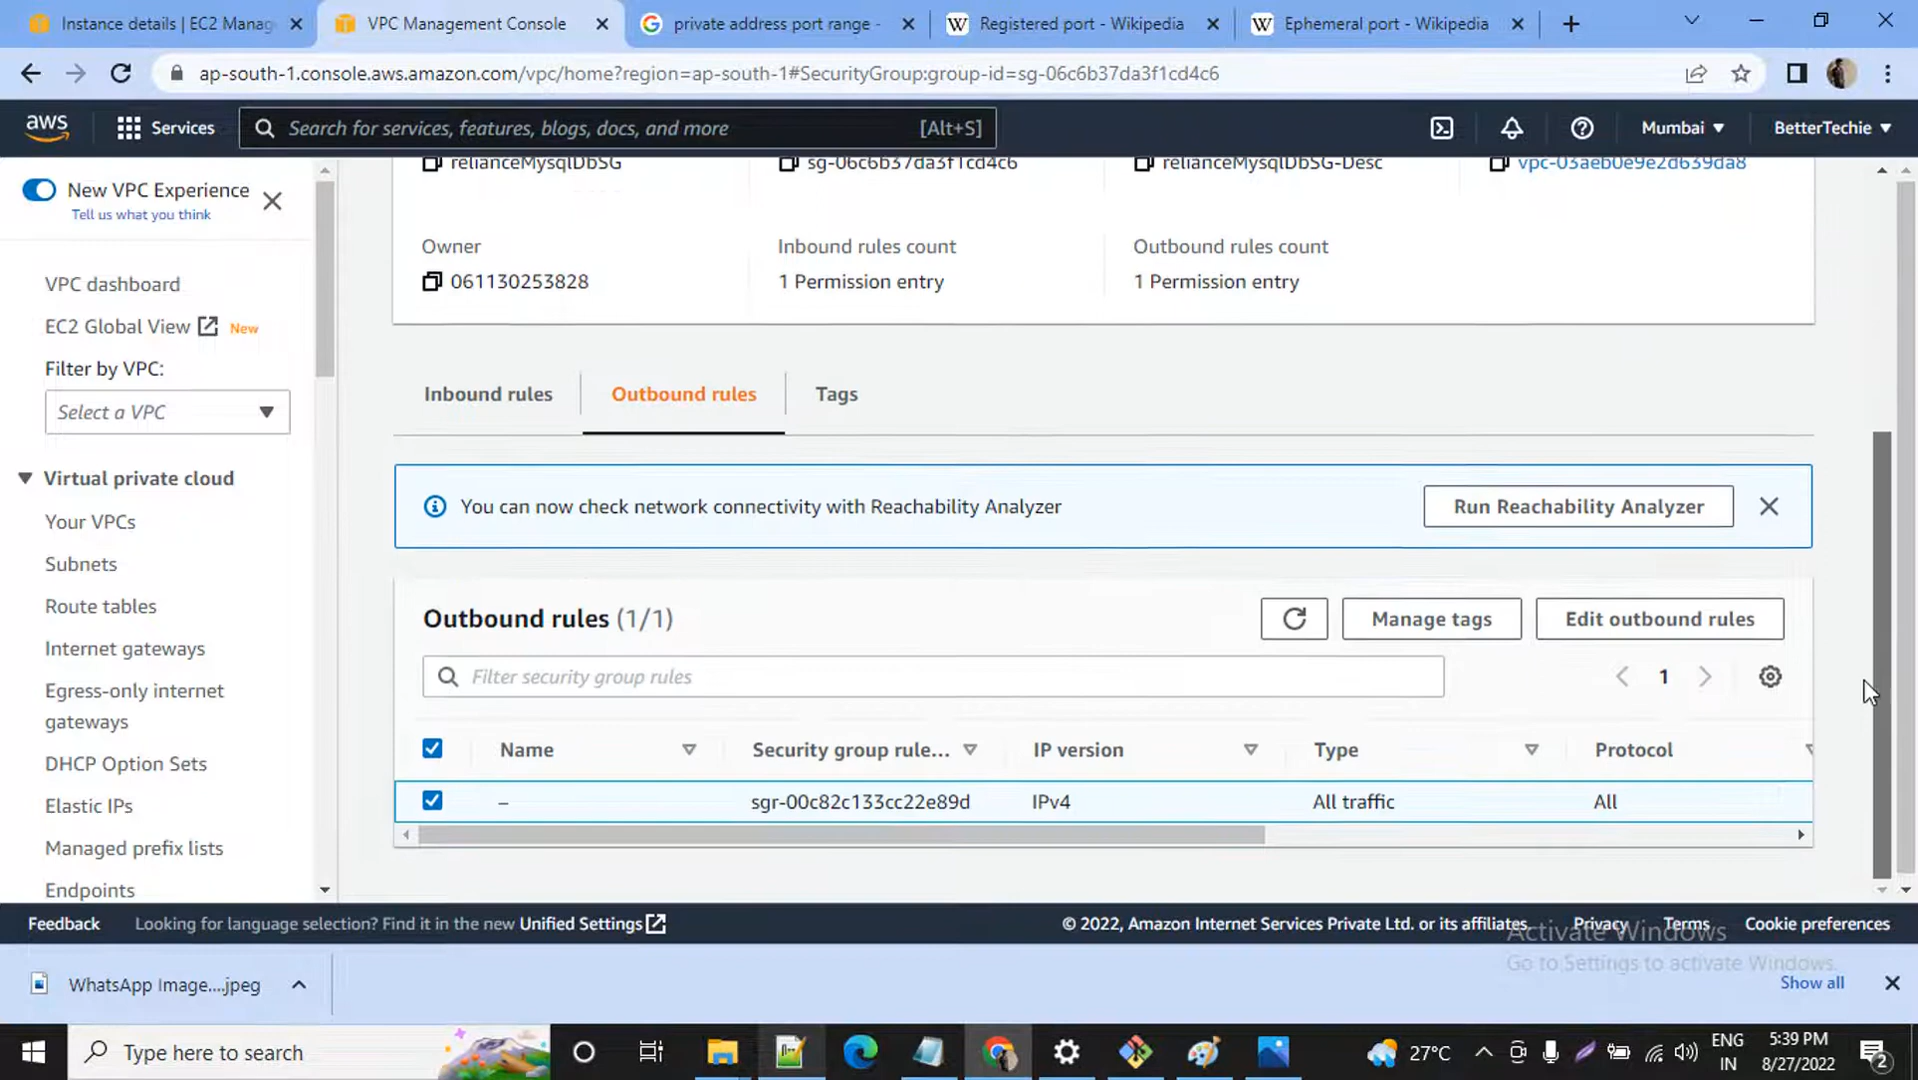 Instance details | EC2 Manag
VPC Management Console
private address port range -
Registered port - Wikipedia
Ephemeral port - Wikipedia
ap-south-1.console.aws.amazon.com/vpc/home?region=ap-south-1#SecurityGroup:group-id=sg-06c6b37da3f1cd4c6
aws
Services
Search for services, features, blogs, docs, and more
[Alt+S]
Mumbai
BetterTechie
New VPC Experience
Tell us what you think
VPC dashboard
EC2 Global View
New
Filter by VPC:
Select a VPC
Virtual private cloud
Your VPCs
Subnets
Route tables
Internet gateways
Egress-only internet
gateways
DHCP Option Sets
Elastic IPs
Managed prefix lists
Endpoints
relianceMysqlDbSG
sg-06c6b37da3f1cd4c6
relianceMysqlDbSG-Desc
vpc-03aeb0e9e2d639da8
Owner
061130253828
Inbound rules count
1 Permission entry
Outbound rules count
1 Permission entry
Inbound rules
Outbound rules
Tags
You can now check network connectivity with Reachability Analyzer
Run Reachability Analyzer
Outbound rules (1/1)
Manage tags
Edit outbound rules
Filter security group rules
1
Name
Security group rule...
IP version
Type
Protocol
–
sgr-00c82c133cc22e89d
IPv4
All traffic
All
Feedback
Looking for language selection? Find it in the new Unified Settings
© 2022, Amazon Internet Services Private Ltd. or its affiliates.
Privacy
Terms
Cookie preferences
Activate Windows
Go to Settings to activate Windows.
WhatsApp Image....jpeg
Show all
Type here to search
27°C
ENG
IN
5:39 PM
8/27/2022
2